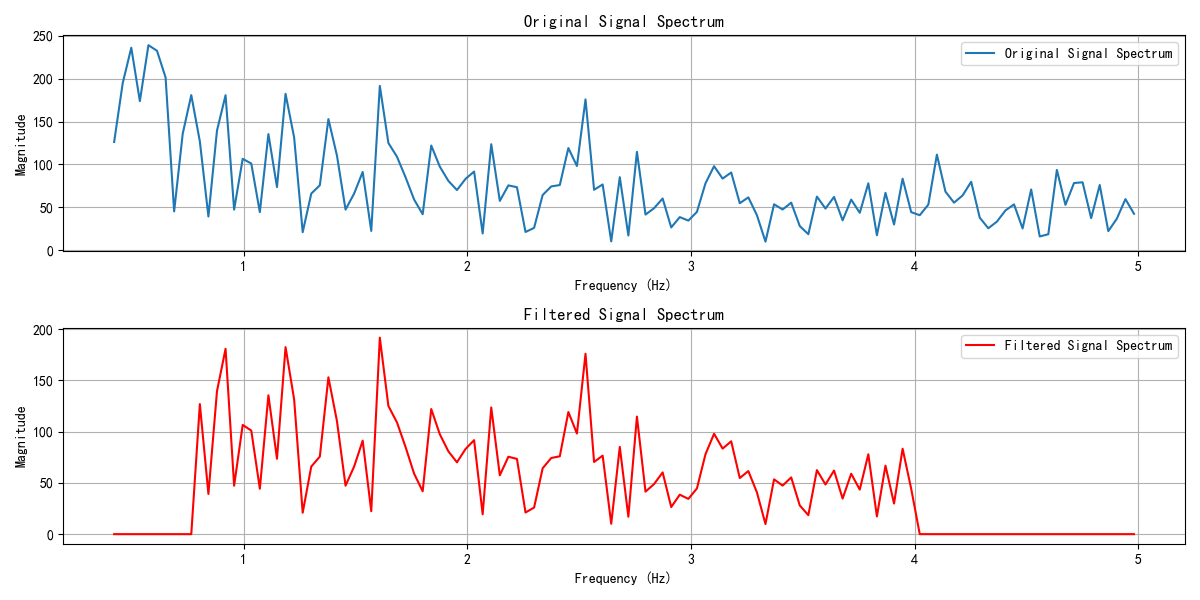 Original Signal Spectrum
250
200
150
100
50
0
Magnitude
Original Signal Spectrum
1
2
3
4
5
Frequency (Hz)
Filtered Signal Spectrum
200
150
100
50
0
Magnitude
Filtered Signal Spectrum
1
2
3
4
5
Frequency (Hz)